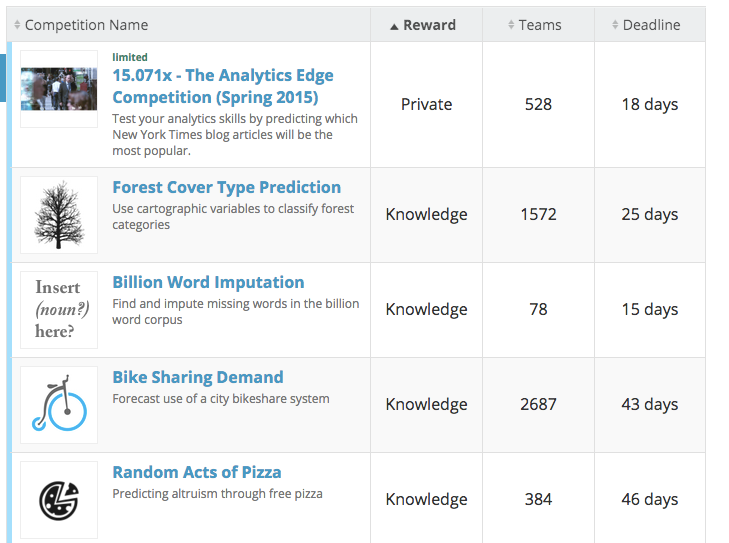 Competition Name Reward Teams Deadline
limited
15.071x - The Analytics Edge
Competition (Spring 2015)
Test your analytics skills by predicting which
New York Times blog articles will be the
most popular.
Private 528 18 days
Forest Cover Type Prediction
Use cartographic variables to classify forest
categories
Knowledge 1572 25 days
Insert
(noun?)
here?
Billion Word Imputation
Find and impute missing words in the billion
word corpus
Knowledge 78 15 days
Bike Sharing Demand
Forecast use of a city bikeshare system
Knowledge 2687 43 days
Random Acts of Pizza
Predicting altruism through free pizza
Knowledge 384 46 days